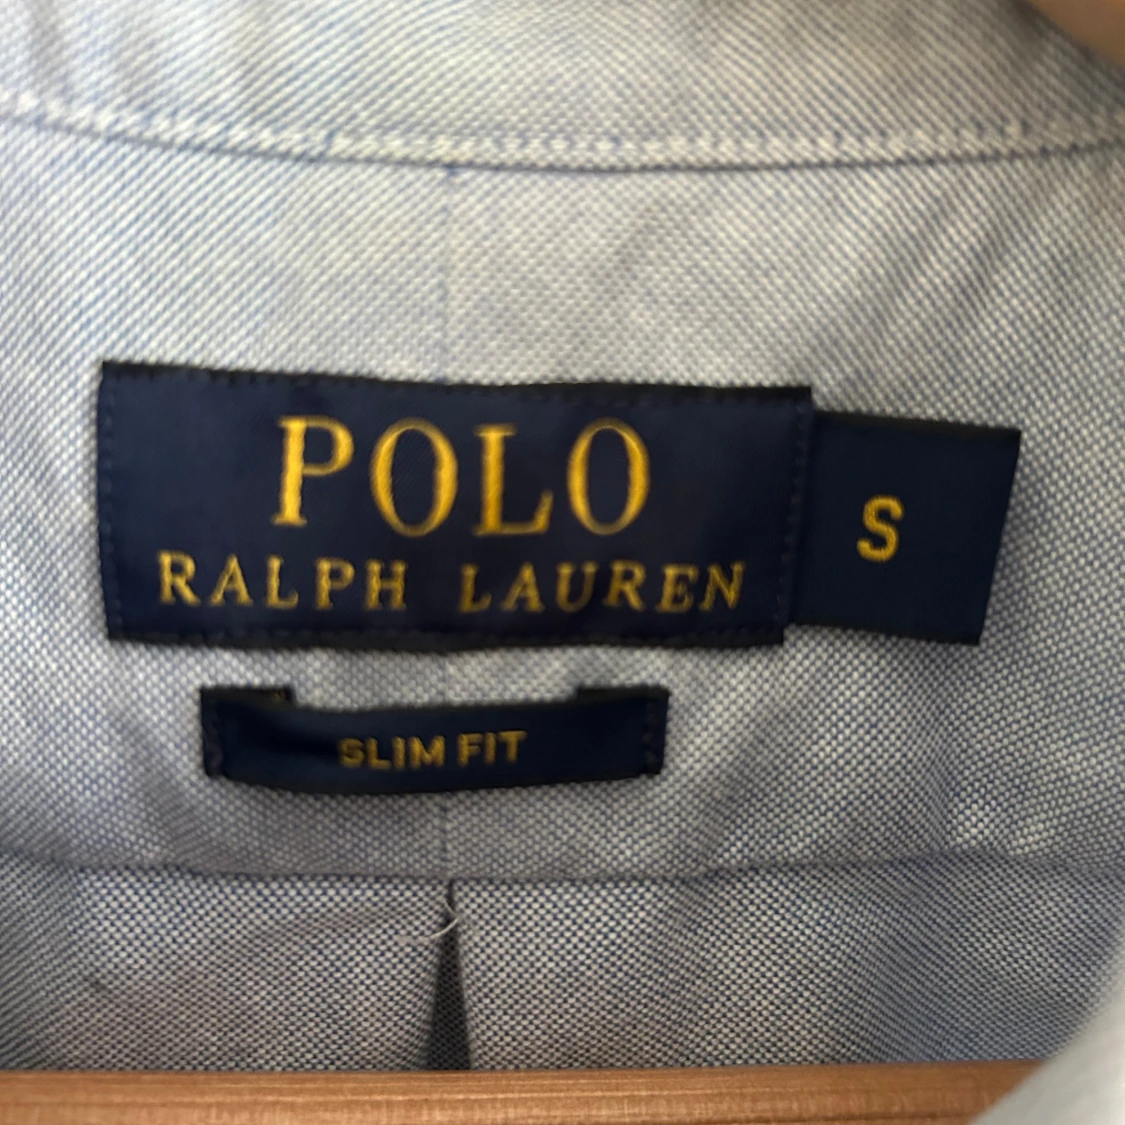 POLO
RALPH LAUREN
S
SLIM FIT